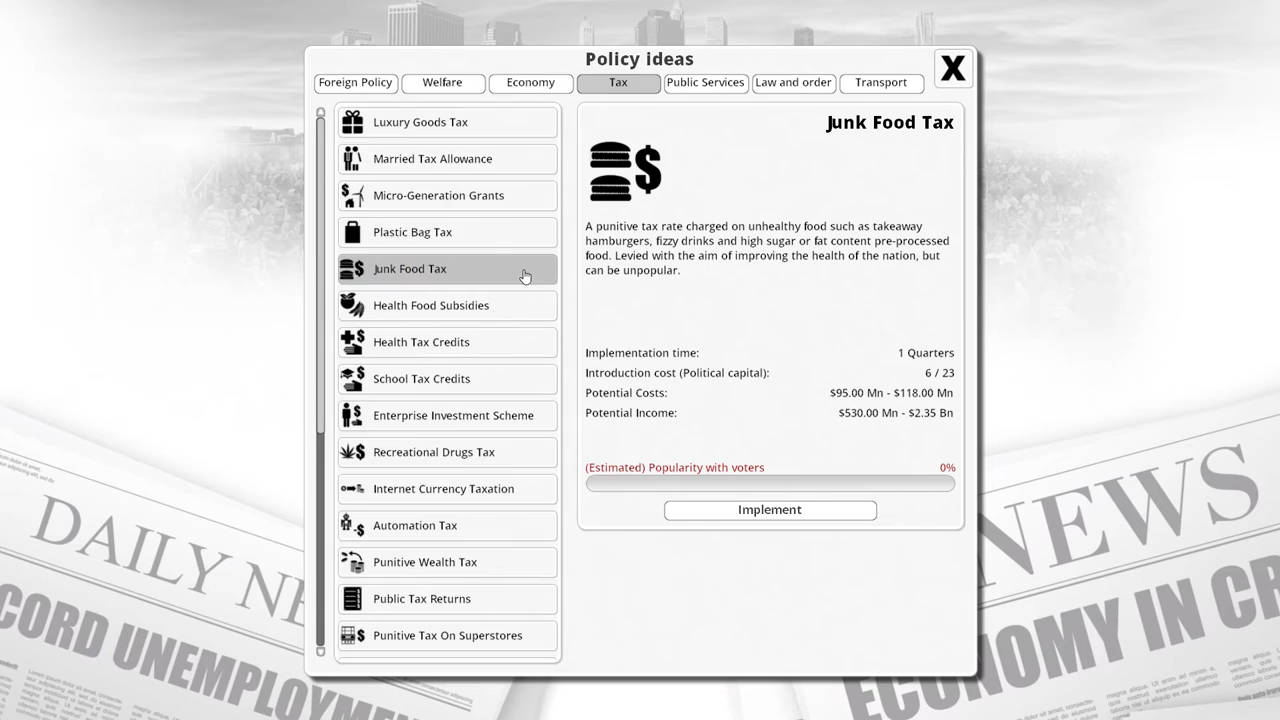 Policy ideas
X
Foreign Policy
Welfare
Economy
Tax
Public Services
Law and order
Transport
Luxury Goods Tax
Married Tax Allowance
Micro-Generation Grants
Plastic Bag Tax
Junk Food Tax
Health Food Subsidies
Health Tax Credits
School Tax Credits
Enterprise Investment Scheme
Recreational Drugs Tax
Internet Currency Taxation
Automation Tax
Punitive Wealth Tax
Public Tax Returns
Punitive Tax On Superstores
Junk Food Tax
A punitive tax rate charged on unhealthy food such as takeaway
hamburgers, fizzy drinks and high sugar or fat content pre-processed
food. Levied with the aim of improving the health of the nation, but
can be unpopular.
Implementation time: 1 Quarters
Introduction cost (Political capital): 6 / 23
Potential Costs: $95.00 Mn - $118.00 Mn
Potential Income: $530.00 Mn - $2.35 Bn
(Estimated) Popularity with voters 0%
Implement
DAILY NE
CORD UNEMPLOYM
NEWS
ECONOMY IN CR